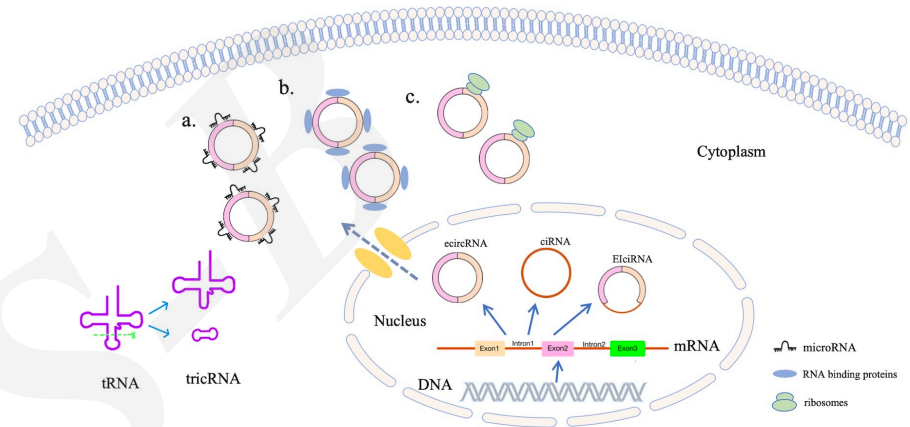 a.
b.
c.
Cytoplasm
ecircRNA
ciRNA
EIciRNA
Nucleus
Exon1
Intron1
Exon2
Intron2
Exon3
mRNA
DNA
tRNA
tricRNA
microRNA
RNA binding proteins
ribosomes